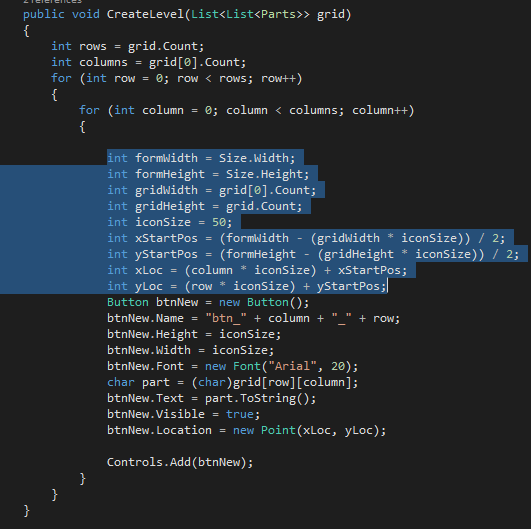 2 references
public void CreateLevel(List<List<Parts>> grid)
{
    int rows = grid.Count;
    int columns = grid[0].Count;
    for (int row = 0; row < rows; row++)
    {
        for (int column = 0; column < columns; column++)
        {

            int formWidth = Size.Width;
            int formHeight = Size.Height;
            int gridWidth = grid[0].Count;
            int gridHeight = grid.Count;
            int iconSize = 50;
            int xStartPos = (formWidth - (gridWidth * iconSize)) / 2;
            int yStartPos = (formHeight - (gridHeight * iconSize)) / 2;
            int xLoc = (column * iconSize) + xStartPos;
            int yLoc = (row * iconSize) + yStartPos;
            Button btnNew = new Button();
            btnNew.Name = "btn_" + column + "_" + row;
            btnNew.Height = iconSize;
            btnNew.Width = iconSize;
            btnNew.Font = new Font("Arial", 20);
            char part = (char)grid[row][column];
            btnNew.Text = part.ToString();
            btnNew.Visible = true;
            btnNew.Location = new Point(xLoc, yLoc);

            Controls.Add(btnNew);
        }
    }
}